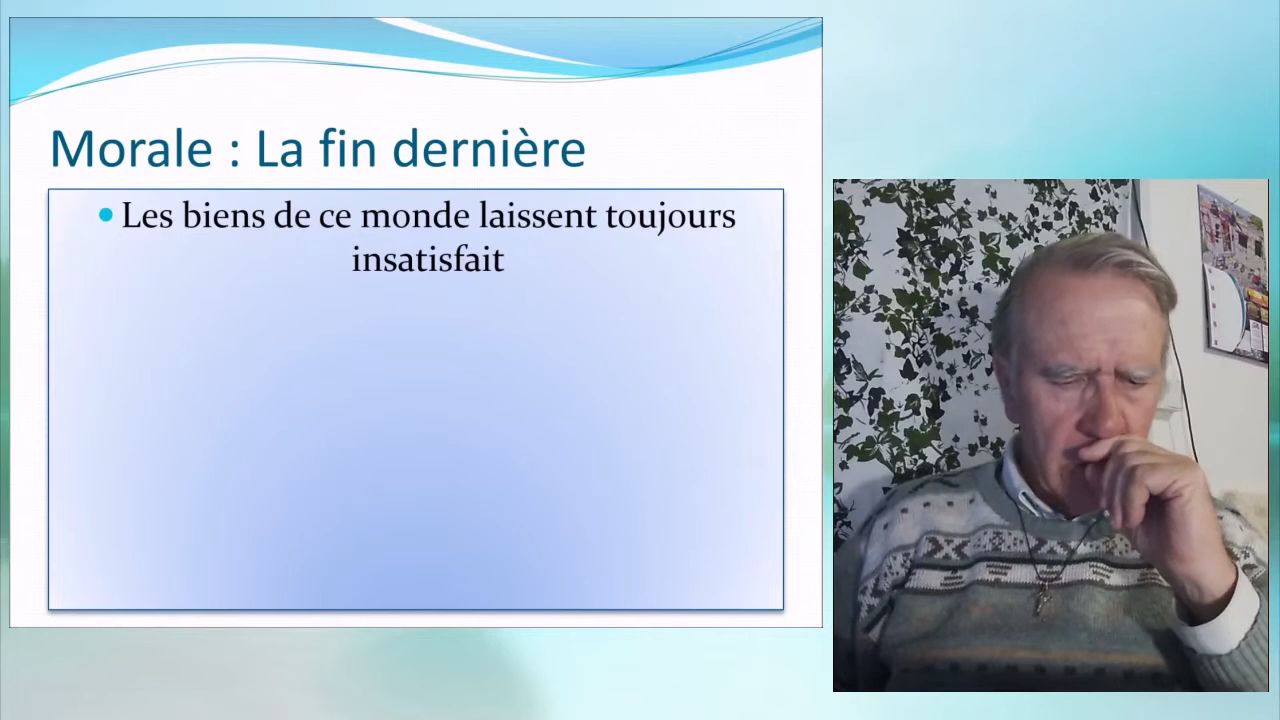 Morale : La fin dernière
Les biens de ce monde laissent toujours
insatisfait